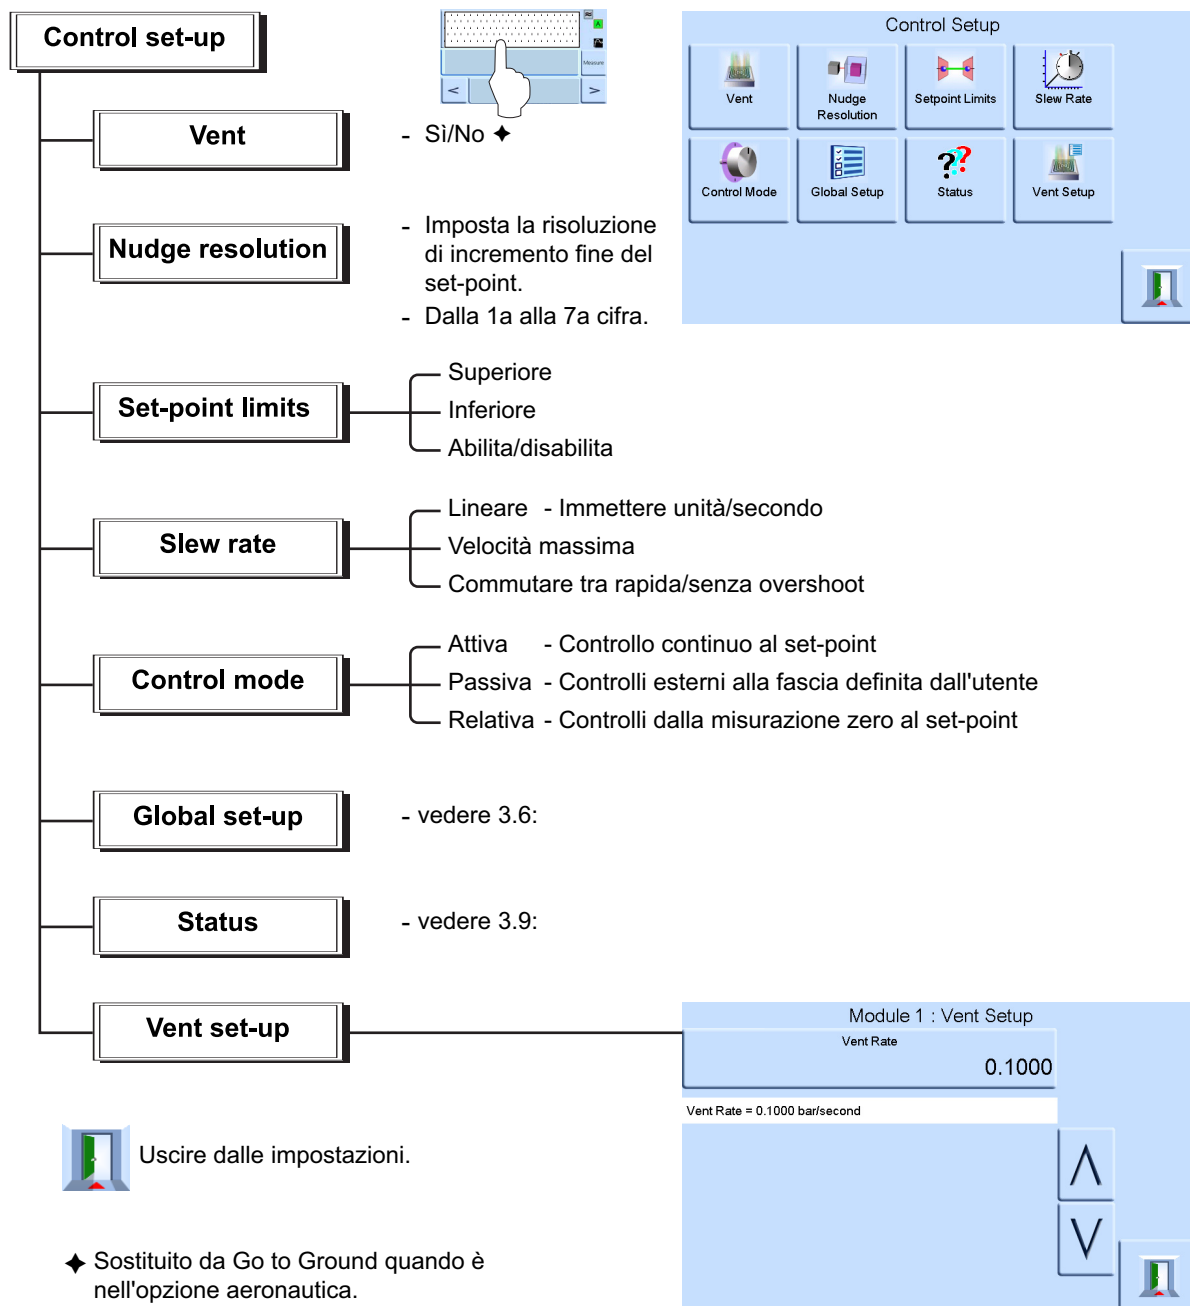 Control set-up
Measure
<
>
Control Setup
Vent
Nudge
Resolution
Setpoint Limits
Slew Rate
Control Mode
Global Setup
???
Status
Vent Setup
Vent
- Sì/No ✦
Nudge resolution
- Imposta la risoluzione
di incremento fine del
set-point.
- Dalla 1a alla 7a cifra.
Set-point limits
Superiore
Inferiore
Abilita/disabilita
Slew rate
Lineare - Immettere unità/secondo
Velocità massima
Commutare tra rapida/senza overshoot
Control mode
Attiva - Controllo continuo al set-point
Passiva - Controlli esterni alla fascia definita dall'utente
Relativa - Controlli dalla misurazione zero al set-point
Global set-up
- vedere 3.6:
Status
- vedere 3.9:
Vent set-up
Module 1 : Vent Setup
Vent Rate
0.1000
Vent Rate = 0.1000 bar/second
Uscire dalle impostazioni.
✦ Sostituito da Go to Ground quando è
nell'opzione aeronautica.